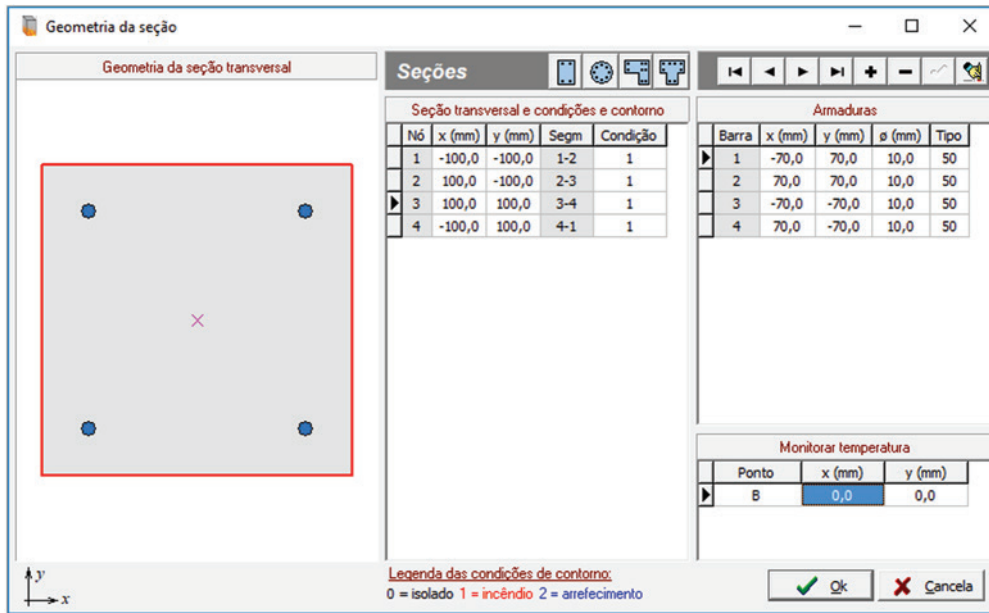 Geometria da seção
Geometria da seção transversal
Seções
Seção transversal e condições e contorno
Nó x (mm) y (mm) Segm Condição
1 -100,0 -100,0 1-2 1
2 100,0 -100,0 2-3 1
3 100,0 100,0 3-4 1
4 -100,0 100,0 4-1 1
Armaduras
Barra x (mm) y (mm) ø (mm) Tipo
1 -70,0 70,0 10,0 50
2 70,0 70,0 10,0 50
3 -70,0 -70,0 10,0 50
4 70,0 -70,0 10,0 50
Monitorar temperatura
Ponto x (mm) y (mm)
B 0,0 0,0
y
x
Legenda das condições de contorno:
0 = isolado 1 = incêndio 2 = arrefecimento
Ok Cancela